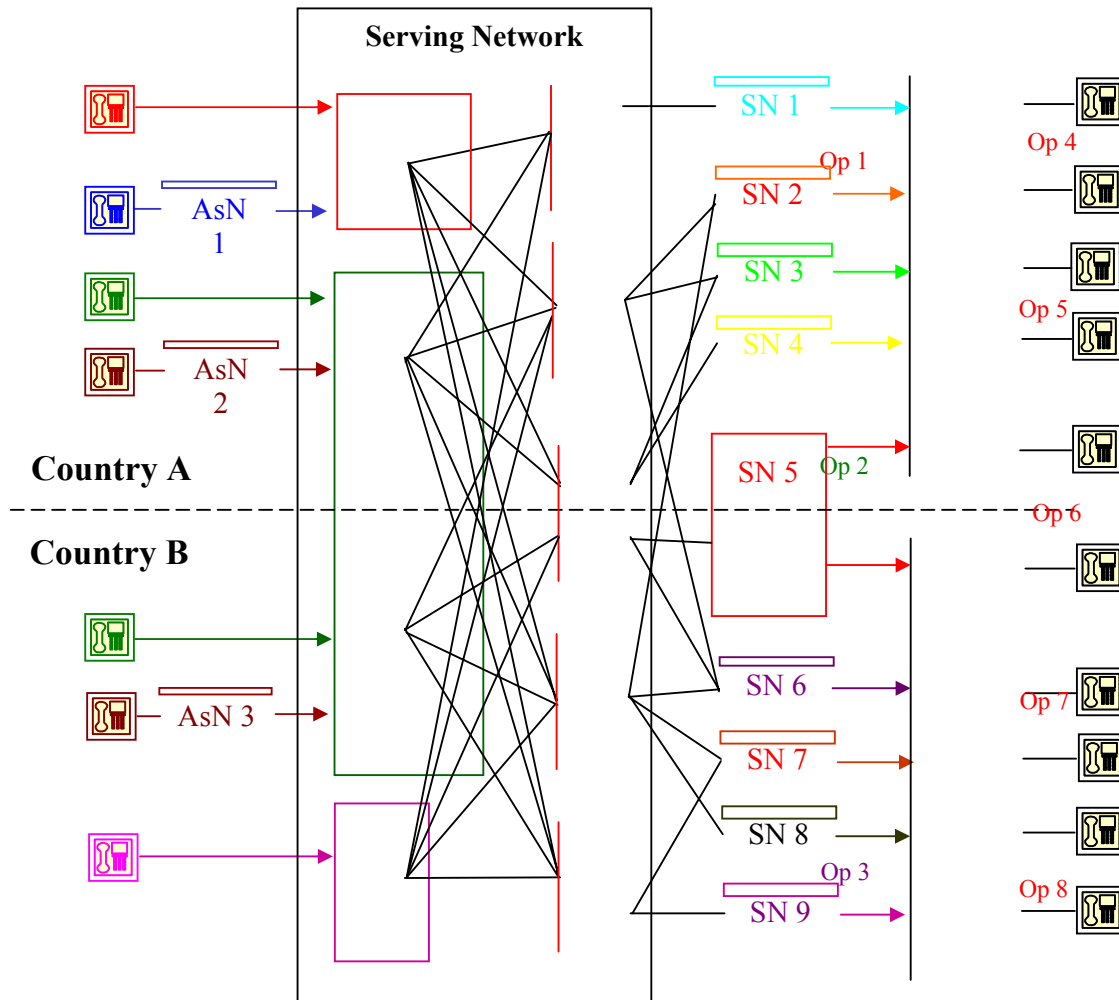 Serving Network
SN 1
Op 4
Op 1
SN 2
AsN
1
SN 3
Op 5
SN 4
AsN
2
Country A
SN 5
Op 2
Op 6
Country B
SN 6
Op 7
AsN 3
SN 7
SN 8
Op 3
Op 8
SN 9